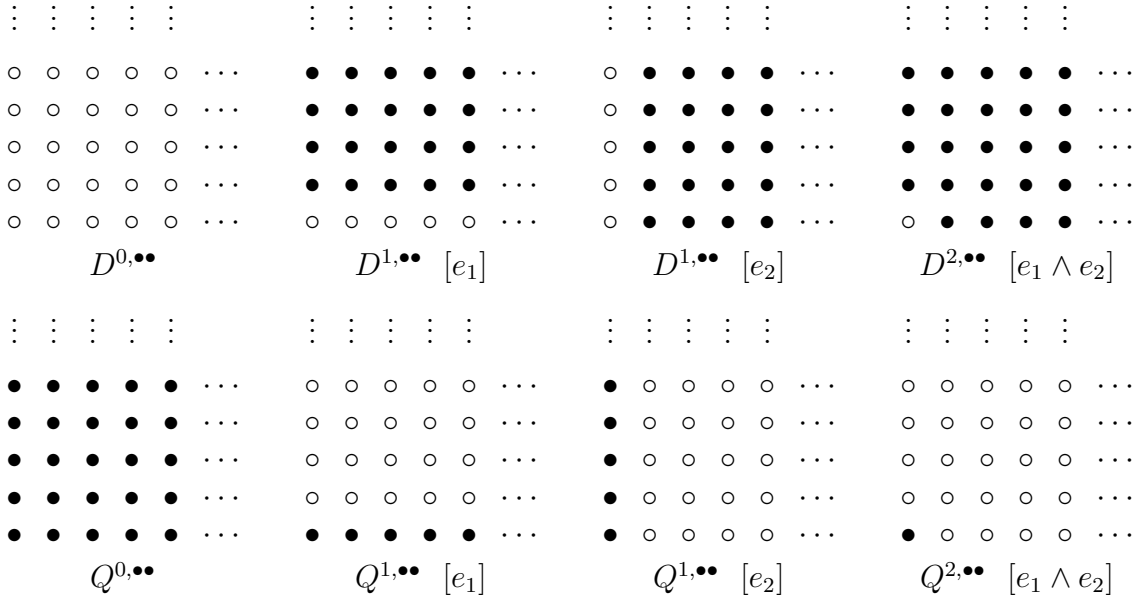 D^{0,••} D^{1,••} [e_1] D^{1,••} [e_2] D^{2,••} [e_1 ∧ e_2]
Q^{0,••} Q^{1,••} [e_1] Q^{1,••} [e_2] Q^{2,••} [e_1 ∧ e_2]